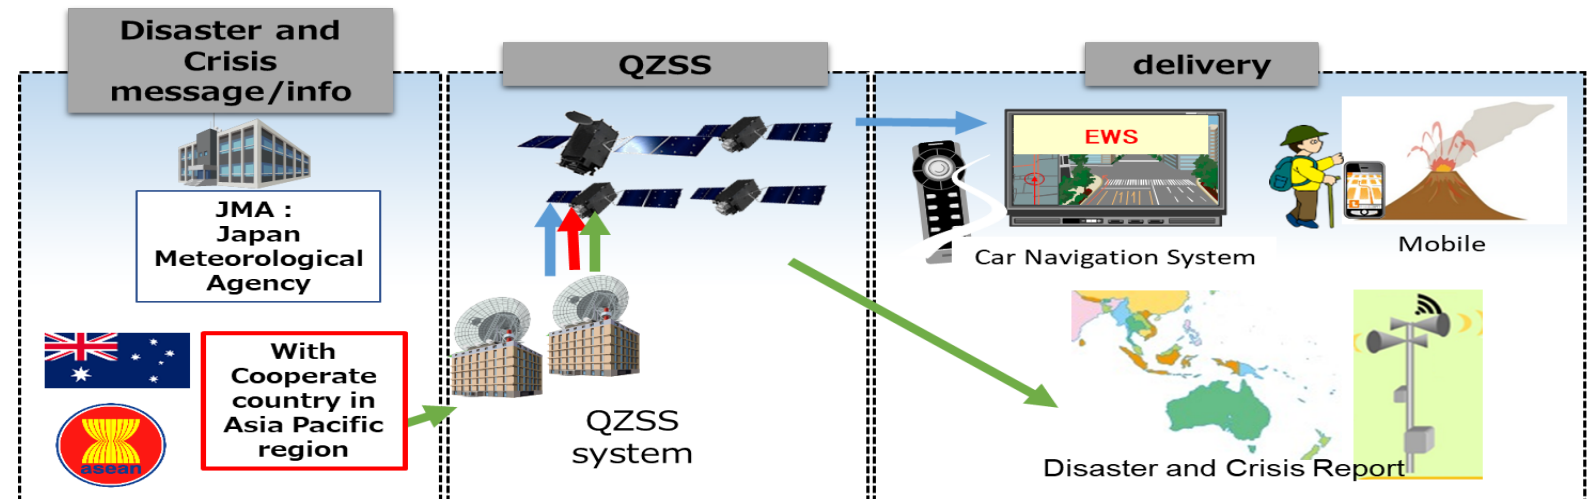 Disaster and
Crisis
message/info
QZSS
delivery
JMA :
Japan
Meteorological
Agency
With
Cooperate
country in
Asia Pacific
region
asean
QZSS
system
EWS
Car Navigation System
Mobile
Disaster and Crisis Report